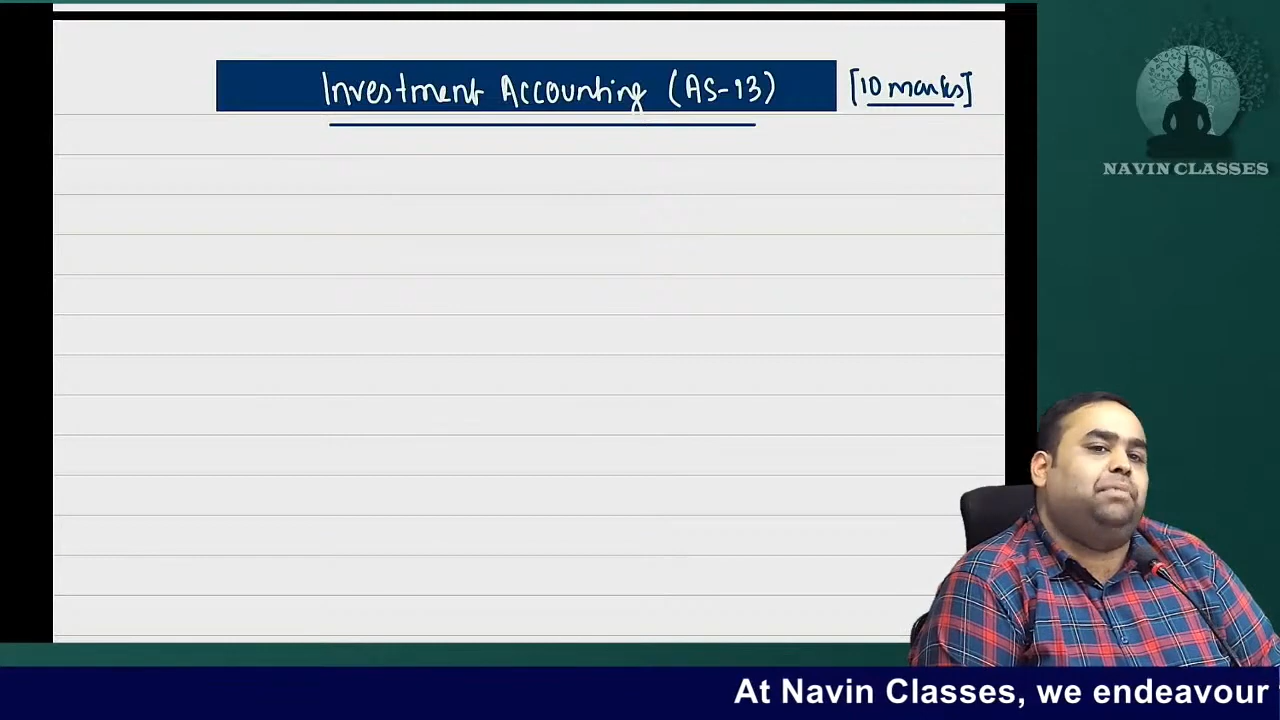 Investment Accounting (AS-13) [10 marks]
NAVIN CLASSES
At Navin Classes, we endeavour